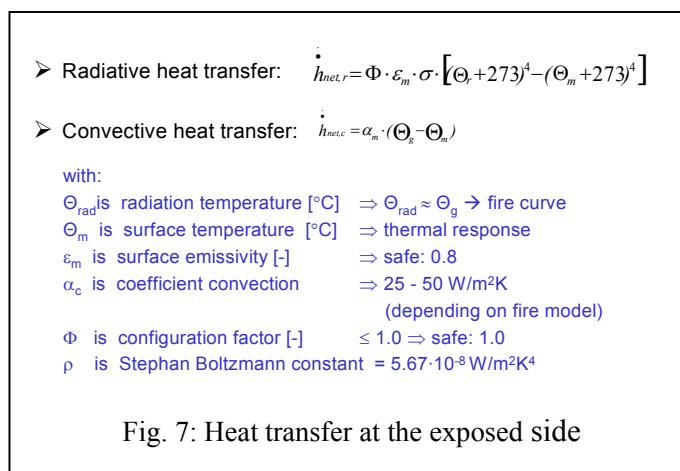 ➢ Radiative heat transfer: ḣnet,r = Φ · εm · σ · [(Θr+273)⁴ − (Θm+273)⁴]
➢ Convective heat transfer: ḣnet,c = αm · (Θg − Θm)
with:
Θrad is radiation temperature [°C] ⇒ Θrad ≈ Θg → fire curve
Θm is surface temperature [°C] ⇒ thermal response
εm is surface emissivity [-] ⇒ safe: 0.8
αc is coefficient convection ⇒ 25 - 50 W/m²K
(depending on fire model)
Φ is configuration factor [-] ≤ 1.0 ⇒ safe: 1.0
ρ is Stephan Boltzmann constant = 5.67·10⁻⁸ W/m²K⁴
Fig. 7: Heat transfer at the exposed side